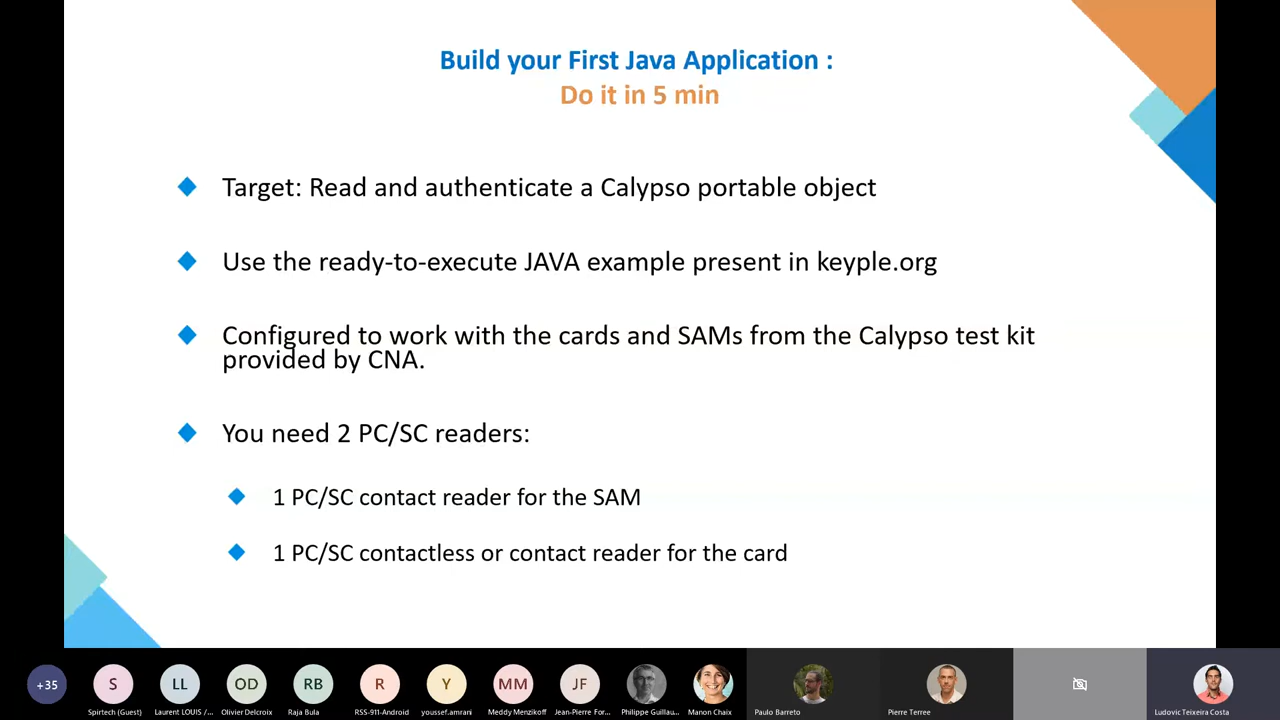 Build your First Java Application :
Do it in 5 min
Target: Read and authenticate a Calypso portable object
Use the ready-to-execute JAVA example present in keyple.org
Configured to work with the cards and SAMs from the Calypso test kit
provided by CNA.
You need 2 PC/SC readers:
1 PC/SC contact reader for the SAM
1 PC/SC contactless or contact reader for the card
+35
S
LL
OD
RB
R
Y
MM
JF
Spirtech (Guest)
Laurent LOUIS /...
Olivier Delcroix
Raja Bula
RSS-911-Android
youssef.amrani
Meddy Menzikoff
Jean-Pierre For...
Philippe Guillau...
Manon Chaix
Paulo Barreto
Pierre Terree
Ludovic Teixeira Costa